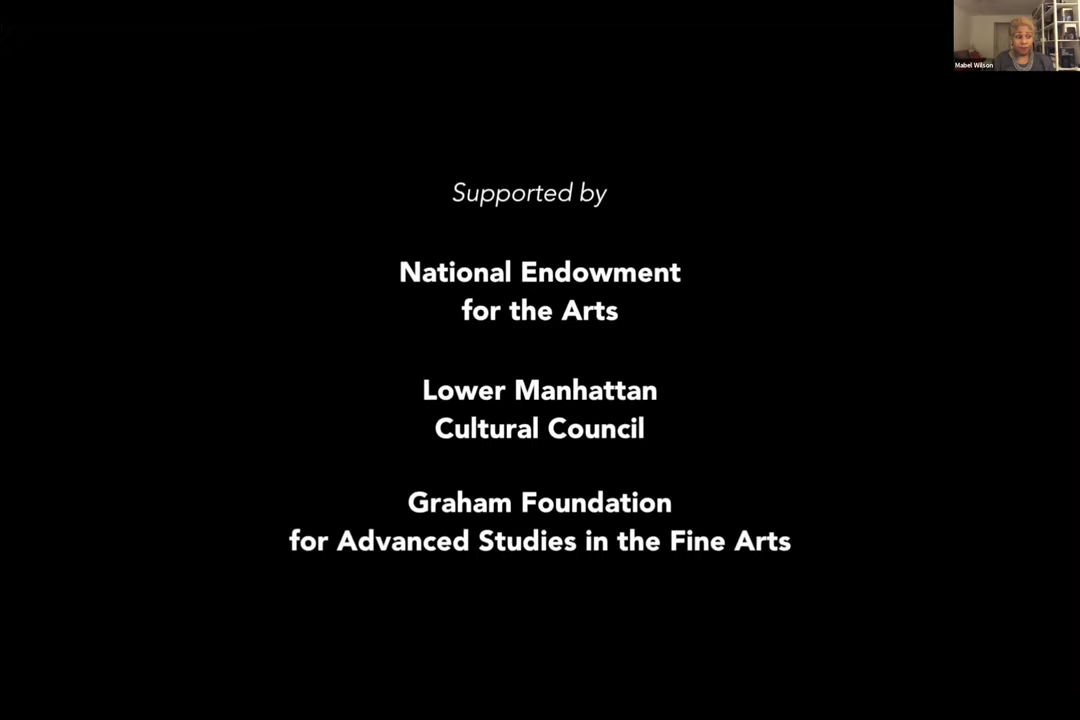 Mabel Wilson
Supported by
National Endowment
for the Arts
Lower Manhattan
Cultural Council
Graham Foundation
for Advanced Studies in the Fine Arts